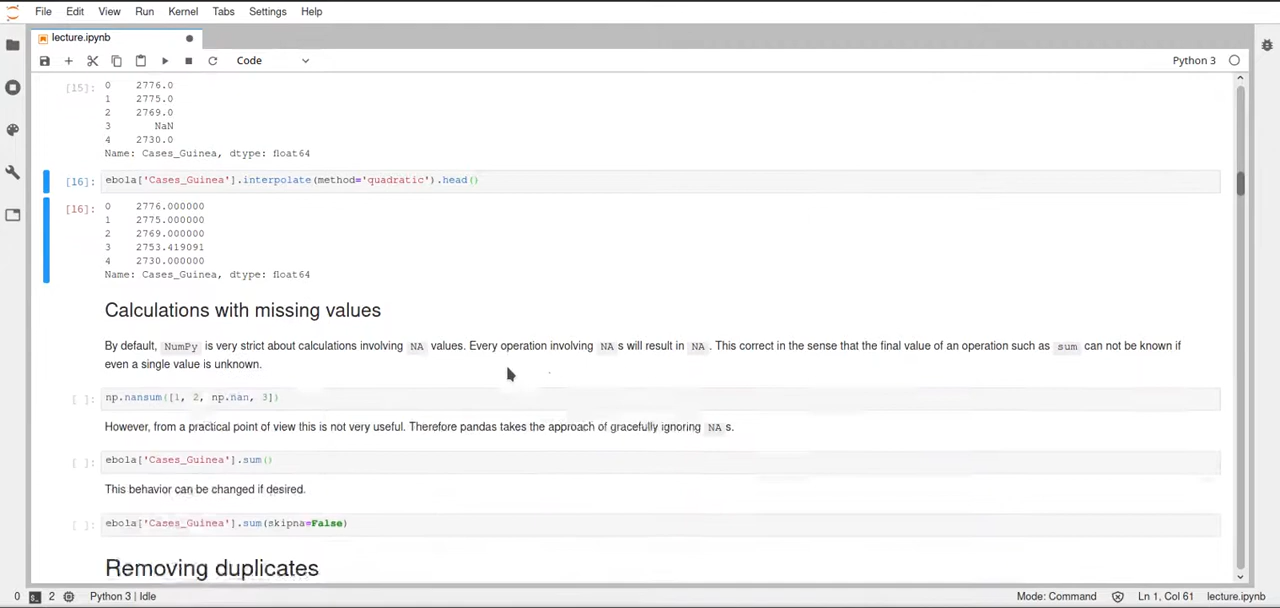 File Edit View Run Kernel Tabs Settings Help
lecture.ipynb
Code Python 3
[15]: 0 2776.0
1 2775.0
2 2769.0
3 NaN
4 2730.0
Name: Cases_Guinea, dtype: float64
[16]: ebola['Cases_Guinea'].interpolate(method='quadratic').head()
[16]: 0 2776.000000
1 2775.000000
2 2769.000000
3 2753.419091
4 2730.000000
Name: Cases_Guinea, dtype: float64
Calculations with missing values
By default, NumPy is very strict about calculations involving NA values. Every operation involving NA s will result in NA . This correct in the sense that the final value of an operation such as sum can not be known if
even a single value is unknown.
[ ]: np.nansum([1, 2, np.nan, 3])
However, from a practical point of view this is not very useful. Therefore pandas takes the approach of gracefully ignoring NA s.
[ ]: ebola['Cases_Guinea'].sum()
This behavior can be changed if desired.
[ ]: ebola['Cases_Guinea'].sum(skipna=False)
Removing duplicates
0 2 Python 3 | Idle Mode: Command Ln 1, Col 61 lecture.ipynb